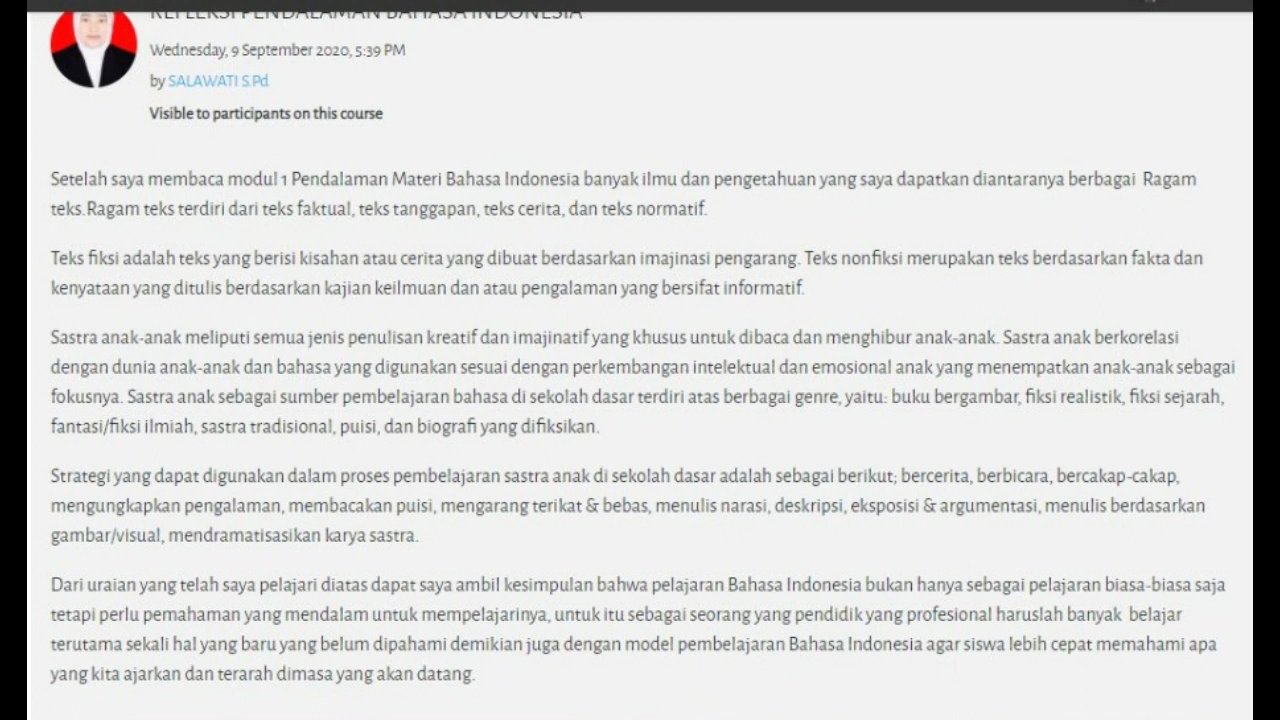 REFLEKSI PENDALAMAN BAHASA INDONESIA
Wednesday, 9 September 2020, 5:39 PM
by SALAWATI S.Pd
Visible to participants on this course
Setelah saya membaca modul 1 Pendalaman Materi Bahasa Indonesia banyak ilmu dan pengetahuan yang saya dapatkan diantaranya berbagai Ragam
teks.Ragam teks terdiri dari teks faktual, teks tanggapan, teks cerita, dan teks normatif.
Teks fiksi adalah teks yang berisi kisahan atau cerita yang dibuat berdasarkan imajinasi pengarang. Teks nonfiksi merupakan teks berdasarkan fakta dan
kenyataan yang ditulis berdasarkan kajian keilmuan dan atau pengalaman yang bersifat informatif.
Sastra anak-anak meliputi semua jenis penulisan kreatif dan imajinatif yang khusus untuk dibaca dan menghibur anak-anak. Sastra anak berkorelasi
dengan dunia anak-anak dan bahasa yang digunakan sesuai dengan perkembangan intelektual dan emosional anak yang menempatkan anak-anak sebagai
fokusnya. Sastra anak sebagai sumber pembelajaran bahasa di sekolah dasar terdiri atas berbagai genre, yaitu: buku bergambar, fiksi realistik, fiksi sejarah,
fantasi/fiksi ilmiah, sastra tradisional, puisi, dan biografi yang difiksikan.
Strategi yang dapat digunakan dalam proses pembelajaran sastra anak di sekolah dasar adalah sebagai berikut; bercerita, berbicara, bercakap-cakap,
mengungkapkan pengalaman, membacakan puisi, mengarang terikat & bebas, menulis narasi, deskripsi, eksposisi & argumentasi, menulis berdasarkan
gambar/visual, mendramatisasikan karya sastra.
Dari uraian yang telah saya pelajari diatas dapat saya ambil kesimpulan bahwa pelajaran Bahasa Indonesia bukan hanya sebagai pelajaran biasa-biasa saja
tetapi perlu pemahaman yang mendalam untuk mempelajarinya, untuk itu sebagai seorang yang pendidik yang profesional haruslah banyak belajar
terutama sekali hal yang baru yang belum dipahami demikian juga dengan model pembelajaran Bahasa Indonesia agar siswa lebih cepat memahami apa
yang kita ajarkan dan terarah dimasa yang akan datang.